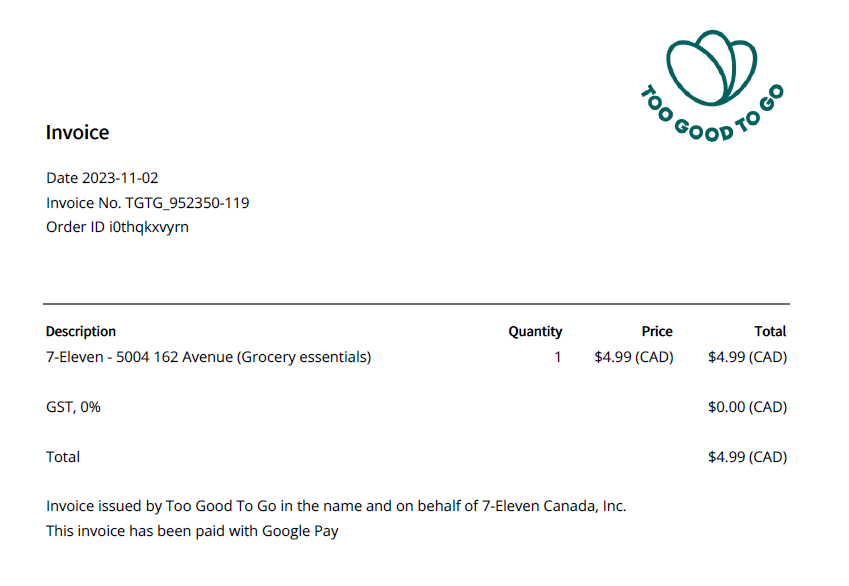 TOO GOOD TO GO
Invoice
Date 2023-11-02
Invoice No. TGTG_952350-119
Order ID i0thqkxvyrn
Description Quantity Price Total
7-Eleven - 5004 162 Avenue (Grocery essentials) 1 $4.99 (CAD) $4.99 (CAD)
GST, 0% $0.00 (CAD)
Total $4.99 (CAD)
Invoice issued by Too Good To Go in the name and on behalf of 7-Eleven Canada, Inc.
This invoice has been paid with Google Pay